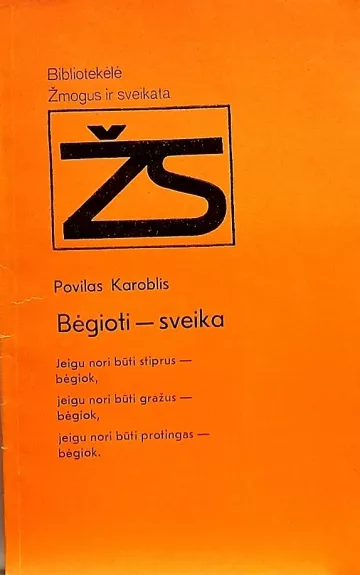 Bibliotekėlė
Žmogus ir sveikata
ŽS
Povilas Karoblis
Bėgioti — sveika
Jeigu nori būti stiprus —
bėgiok,
jeigu nori būti gražus —
bėgiok,
jeigu nori būti protingas —
bėgiok.